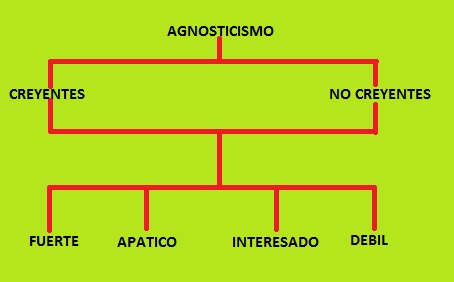 AGNOSTICISMO
CREYENTES
NO CREYENTES
FUERTE
APATICO
INTERESADO
DEBIL